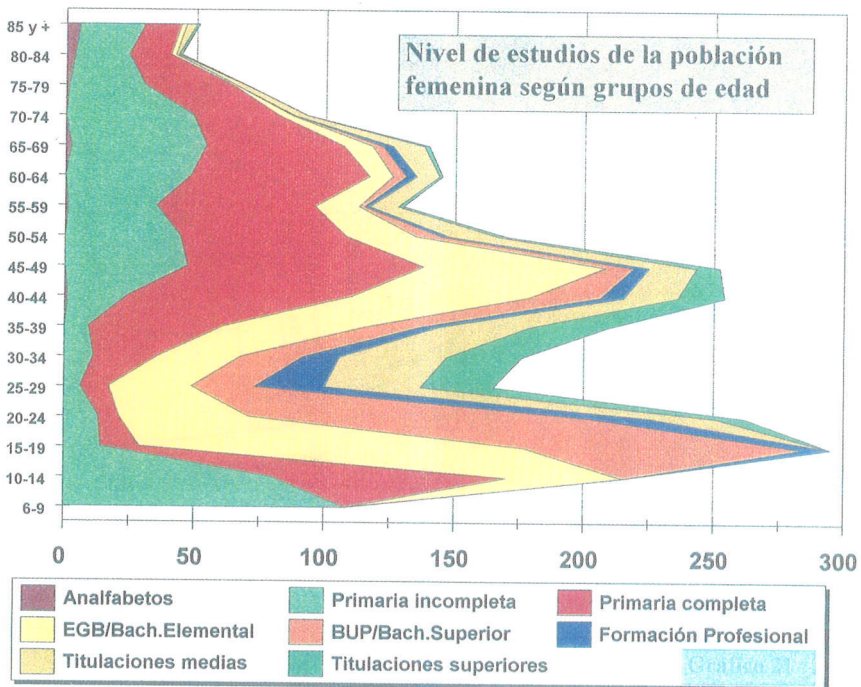 Nivel de estudios de la población
femenina según grupos de edad
85 y +
80-84
75-79
70-74
65-69
60-64
55-59
50-54
45-49
40-44
35-39
30-34
25-29
20-24
15-19
10-14
6-9
0 50 100 150 200 250 300
Analfabetos Primaria incompleta Primaria completa
EGB/Bach.Elemental BUP/Bach.Superior Formación Profesional
Titulaciones medias Titulaciones superiores
Gráfico